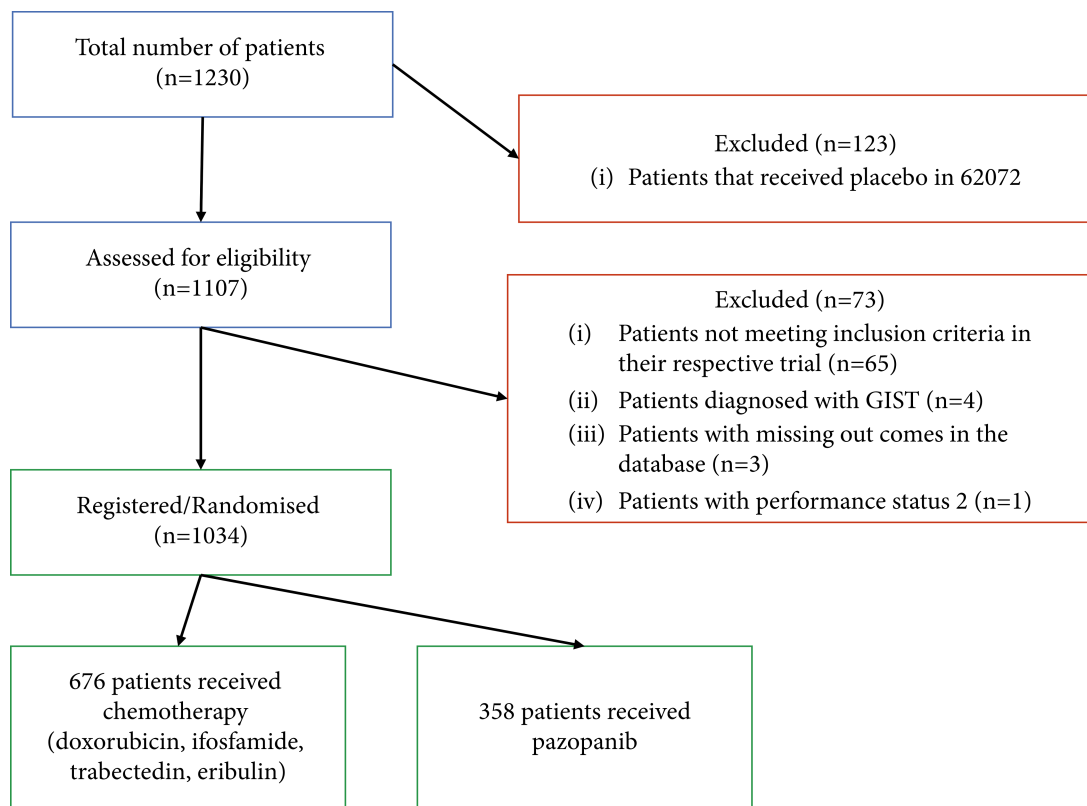 Total number of patients
(n=1230)
Excluded (n=123)
(i) Patients that received placebo in 62072
Assessed for eligibility
(n=1107)
Excluded (n=73)
(i) Patients not meeting inclusion criteria in
their respective trial (n=65)
(ii) Patients diagnosed with GIST (n=4)
(iii) Patients with missing out comes in the
database (n=3)
(iv) Patients with performance status 2 (n=1)
Registered/Randomised
(n=1034)
676 patients received
chemotherapy
(doxorubicin, ifosfamide,
trabectedin, eribulin)
358 patients received
pazopanib